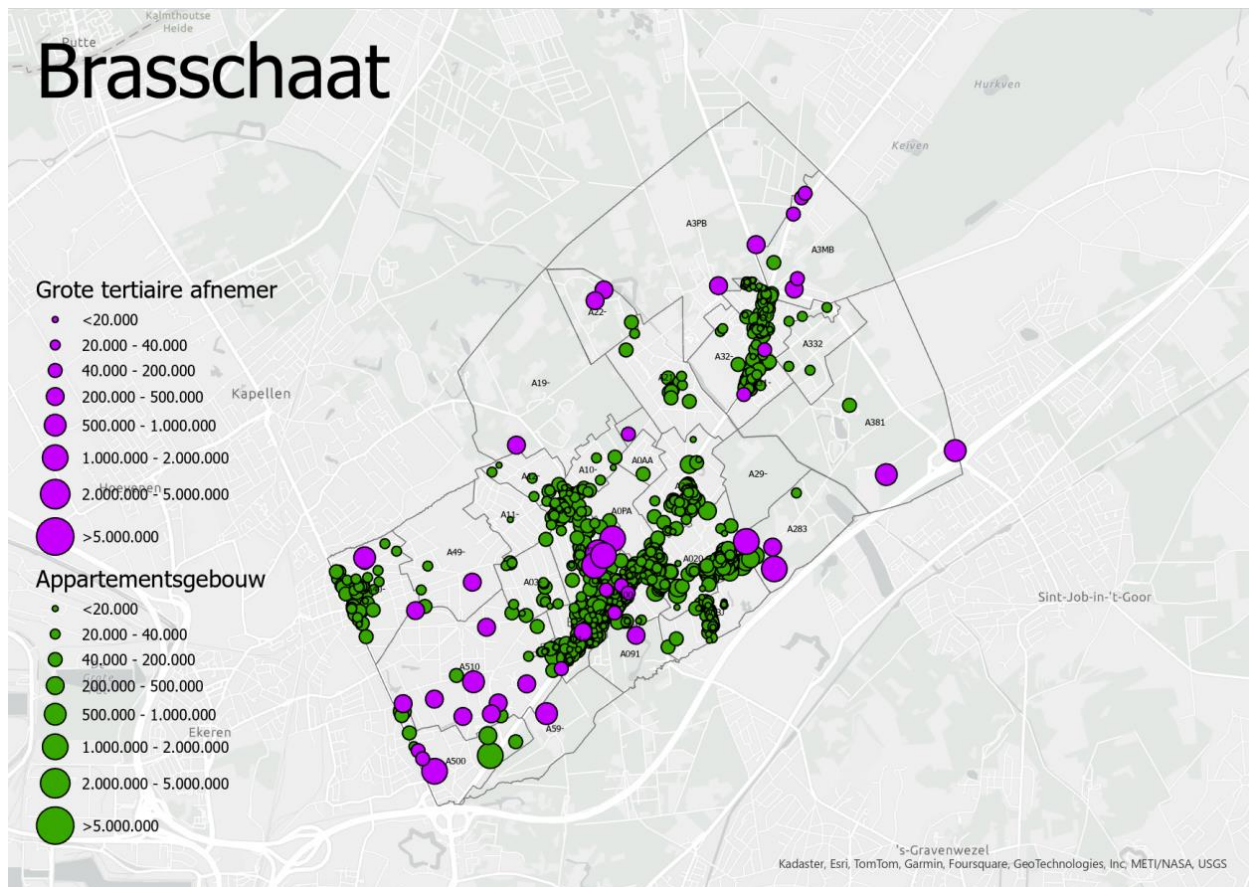 Kalmthoutse
Heide
Putte
Brasschaat
Hurkven
Keiven
A3PB
A3MB
Grote tertiaire afnemer
<20.000
20.000 - 40.000
40.000 - 200.000
200.000 - 500.000
500.000 - 1.000.000
1.000.000 - 2.000.000
2.000.000 - 5.000.000
>5.000.000
A22-
A332
A32-
Kapellen
A19-
A381
A10-
A0AA
A29-
Hoevenen
A11-
A0PA
A283
A49-
A020
Appartementsgebouw
<20.000
20.000 - 40.000
40.000 - 200.000
200.000 - 500.000
500.000 - 1.000.000
1.000.000 - 2.000.000
2.000.000 - 5.000.000
>5.000.000
Sint-Job-in-'t-Goor
A091
A510
A59-
Ekeren
A500
's-Gravenwezel
Kadaster, Esri, TomTom, Garmin, Foursquare, GeoTechnologies, Inc, METI/NASA, USGS